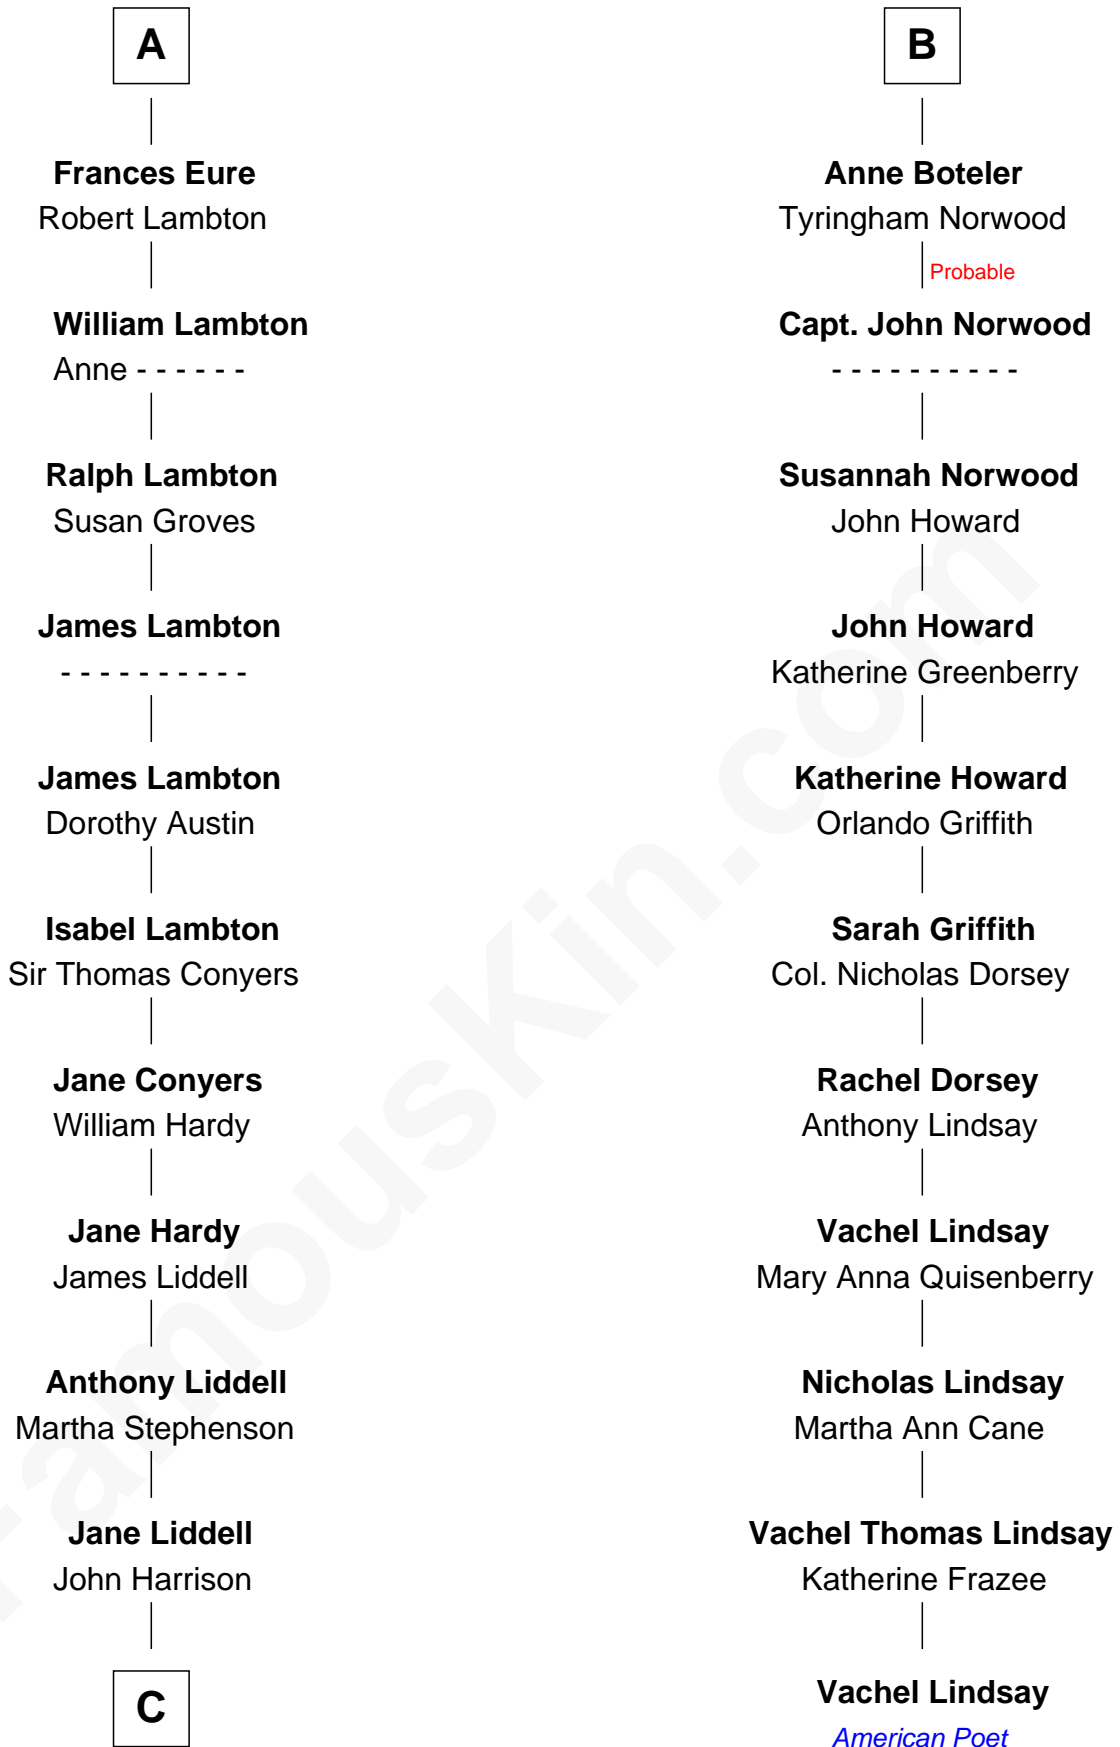 A
Frances Eure
Robert Lambton
William Lambton
Anne - - - - - -
Ralph Lambton
Susan Groves
James Lambton
- - - - - - - - - -
James Lambton
Dorothy Austin
Isabel Lambton
Sir Thomas Conyers
Jane Conyers
William Hardy
Jane Hardy
James Liddell
Anthony Liddell
Martha Stephenson
Jane Liddell
John Harrison
C
B
Anne Boteler
Tyringham Norwood
Probable
Capt. John Norwood
- - - - - - - - - -
Susannah Norwood
John Howard
John Howard
Katherine Greenberry
Katherine Howard
Orlando Griffith
Sarah Griffith
Col. Nicholas Dorsey
Rachel Dorsey
Anthony Lindsay
Vachel Lindsay
Mary Anna Quisenberry
Nicholas Lindsay
Martha Ann Cane
Vachel Thomas Lindsay
Katherine Frazee
Vachel Lindsay
American Poet
FamousKin.com